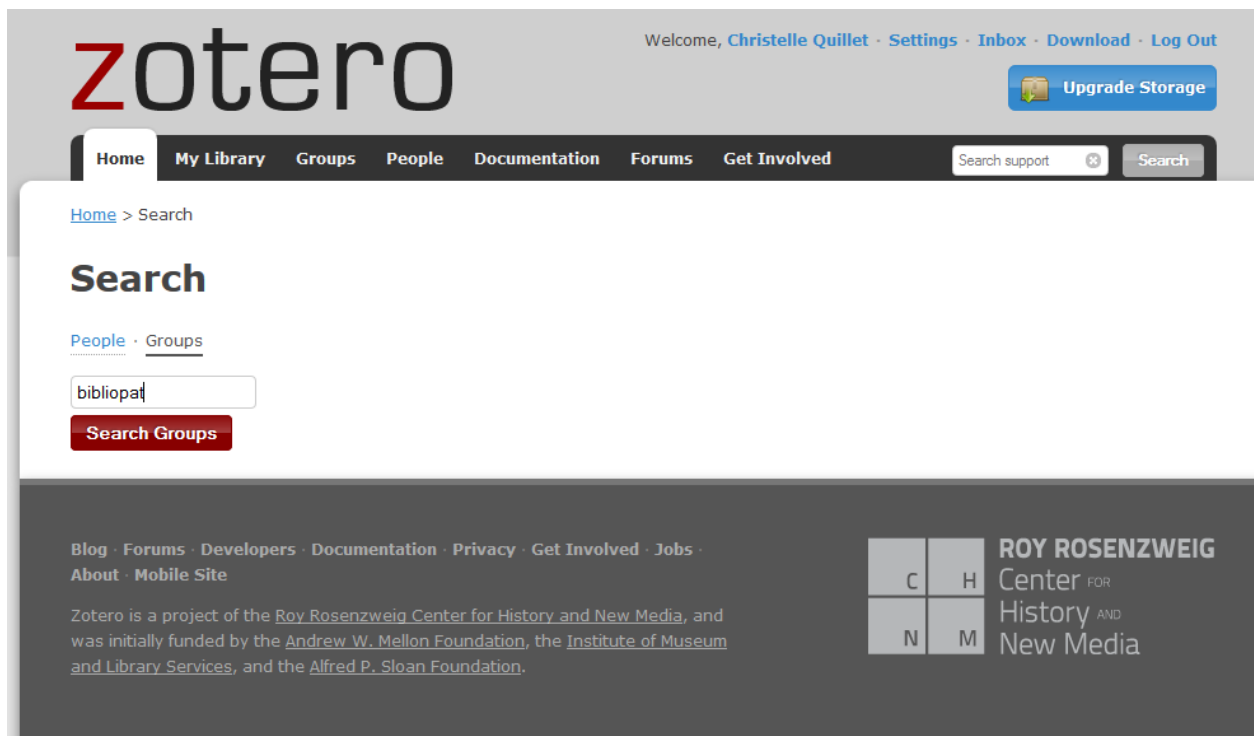 zotero
Welcome, Christelle Quillet · Settings · Inbox · Download · Log Out
Upgrade Storage
Home My Library Groups People Documentation Forums Get Involved Search support Search
Home > Search
Search
People · Groups
bibliopat
Search Groups
Blog · Forums · Developers · Documentation · Privacy · Get Involved · Jobs ·
About · Mobile Site
Zotero is a project of the Roy Rosenzweig Center for History and New Media, and
was initially funded by the Andrew W. Mellon Foundation, the Institute of Museum
and Library Services, and the Alfred P. Sloan Foundation.
C H
N M
ROY ROSENZWEIG
Center FOR
History AND
New Media